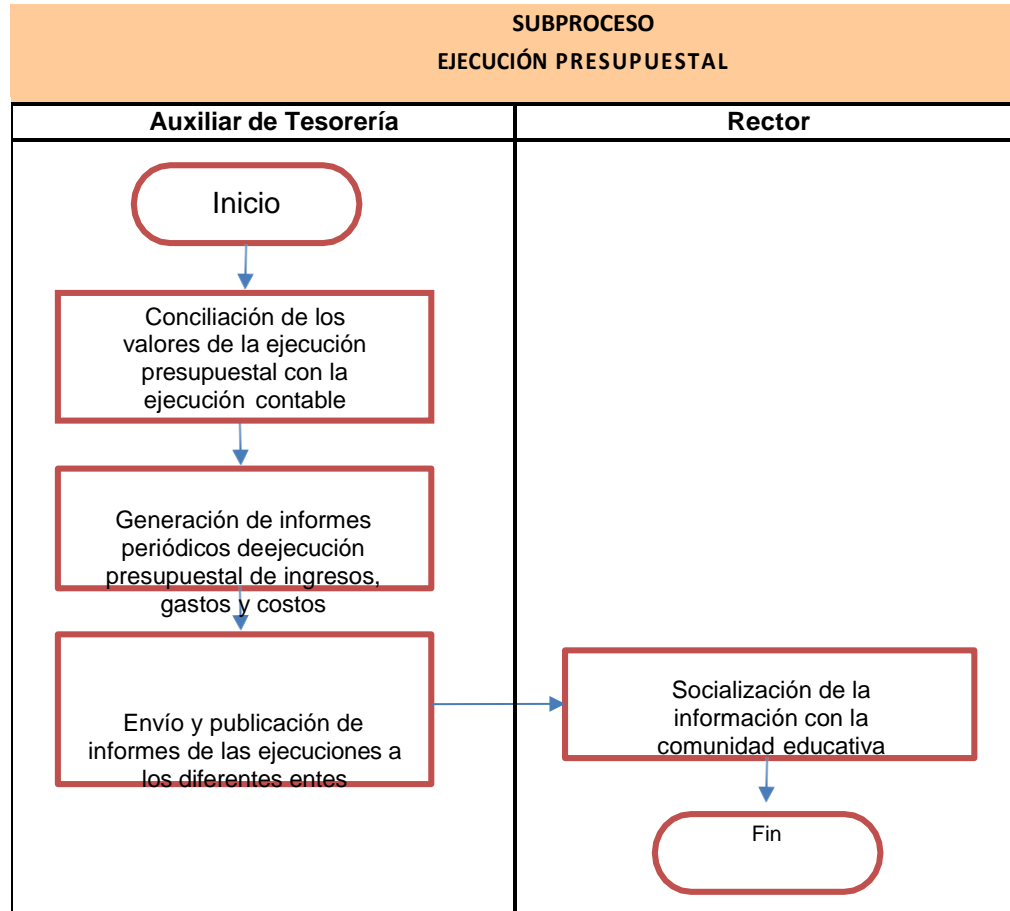 SUBPROCESO
EJECUCIÓN PRESUPUESTAL
Auxiliar de Tesorería
Rector
Inicio
Conciliación de los
valores de la ejecución
presupuestal con la
ejecución contable
Generación de informes
periódicos deejecución
presupuestal de ingresos,
gastos y costos
Envío y publicación de
informes de las ejecuciones a
los diferentes entes
Socialización de la
información con la
comunidad educativa
Fin